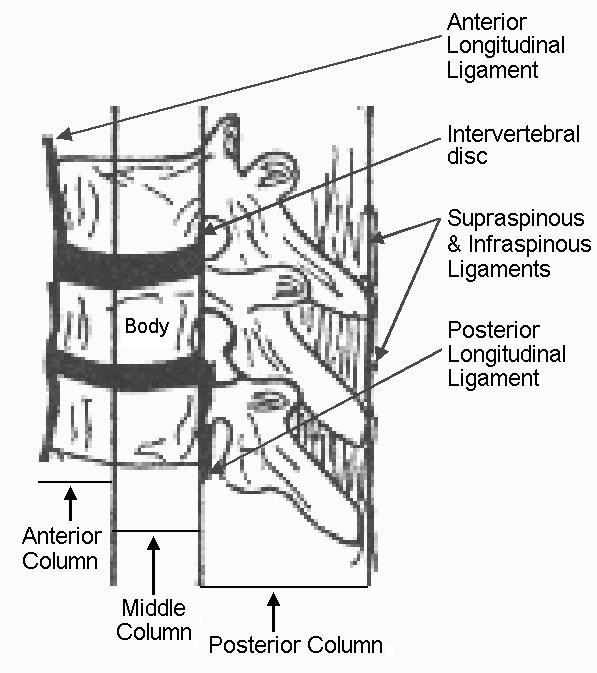 Anterior
Longitudinal
Ligament
Intervertebral
disc
Supraspinous
& Infraspinous
Ligaments
Body
Posterior
Longitudinal
Ligament
Anterior
Column
Middle
Column
Posterior Column